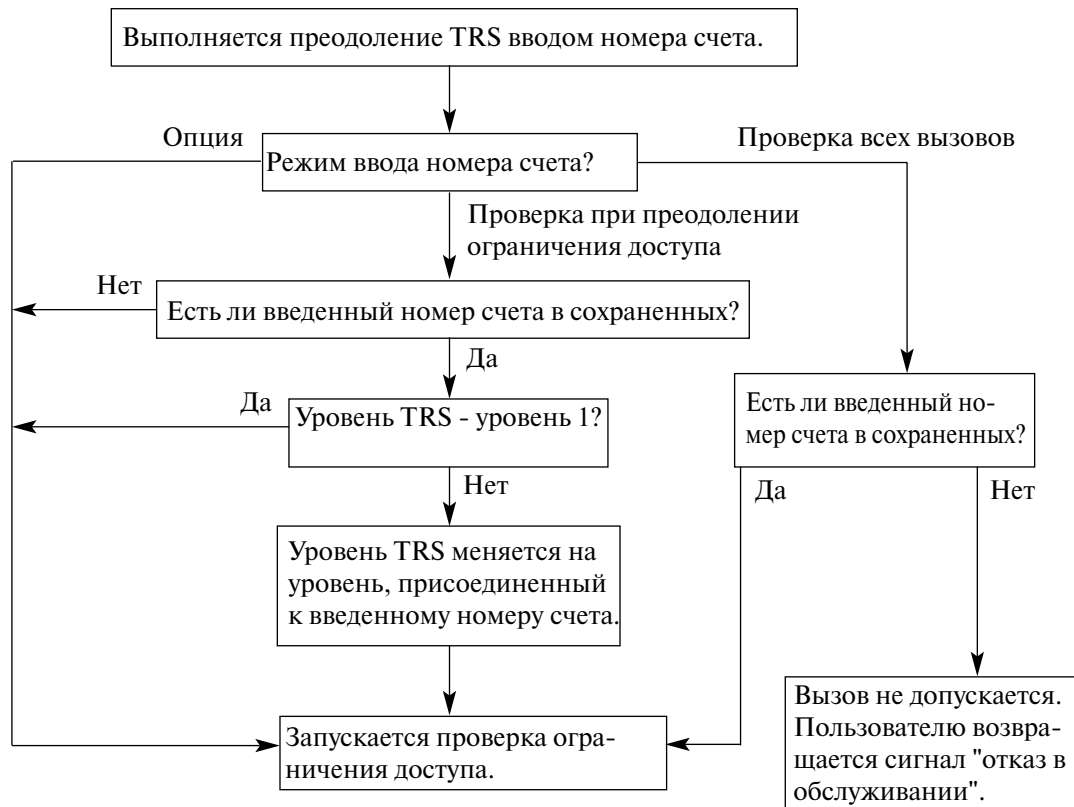 Выполняется преодоление TRS вводом номера счета.
Опция
Проверка всех вызовов
Режим ввода номера счета?
Проверка при преодолении
ограничения доступа
Нет
Есть ли введенный номер счета в сохраненных?
Да
Да
Уровень TRS - уровень 1?
Есть ли введенный но-
мер счета в сохраненных?
Нет
Да
Нет
Уровень TRS меняется на
уровень, присоединенный
к введенному номеру счета.
Запускается проверка огра-
ничения доступа.
Вызов не допускается.
Пользователю возвра-
щается сигнал "отказ в
обслуживании".